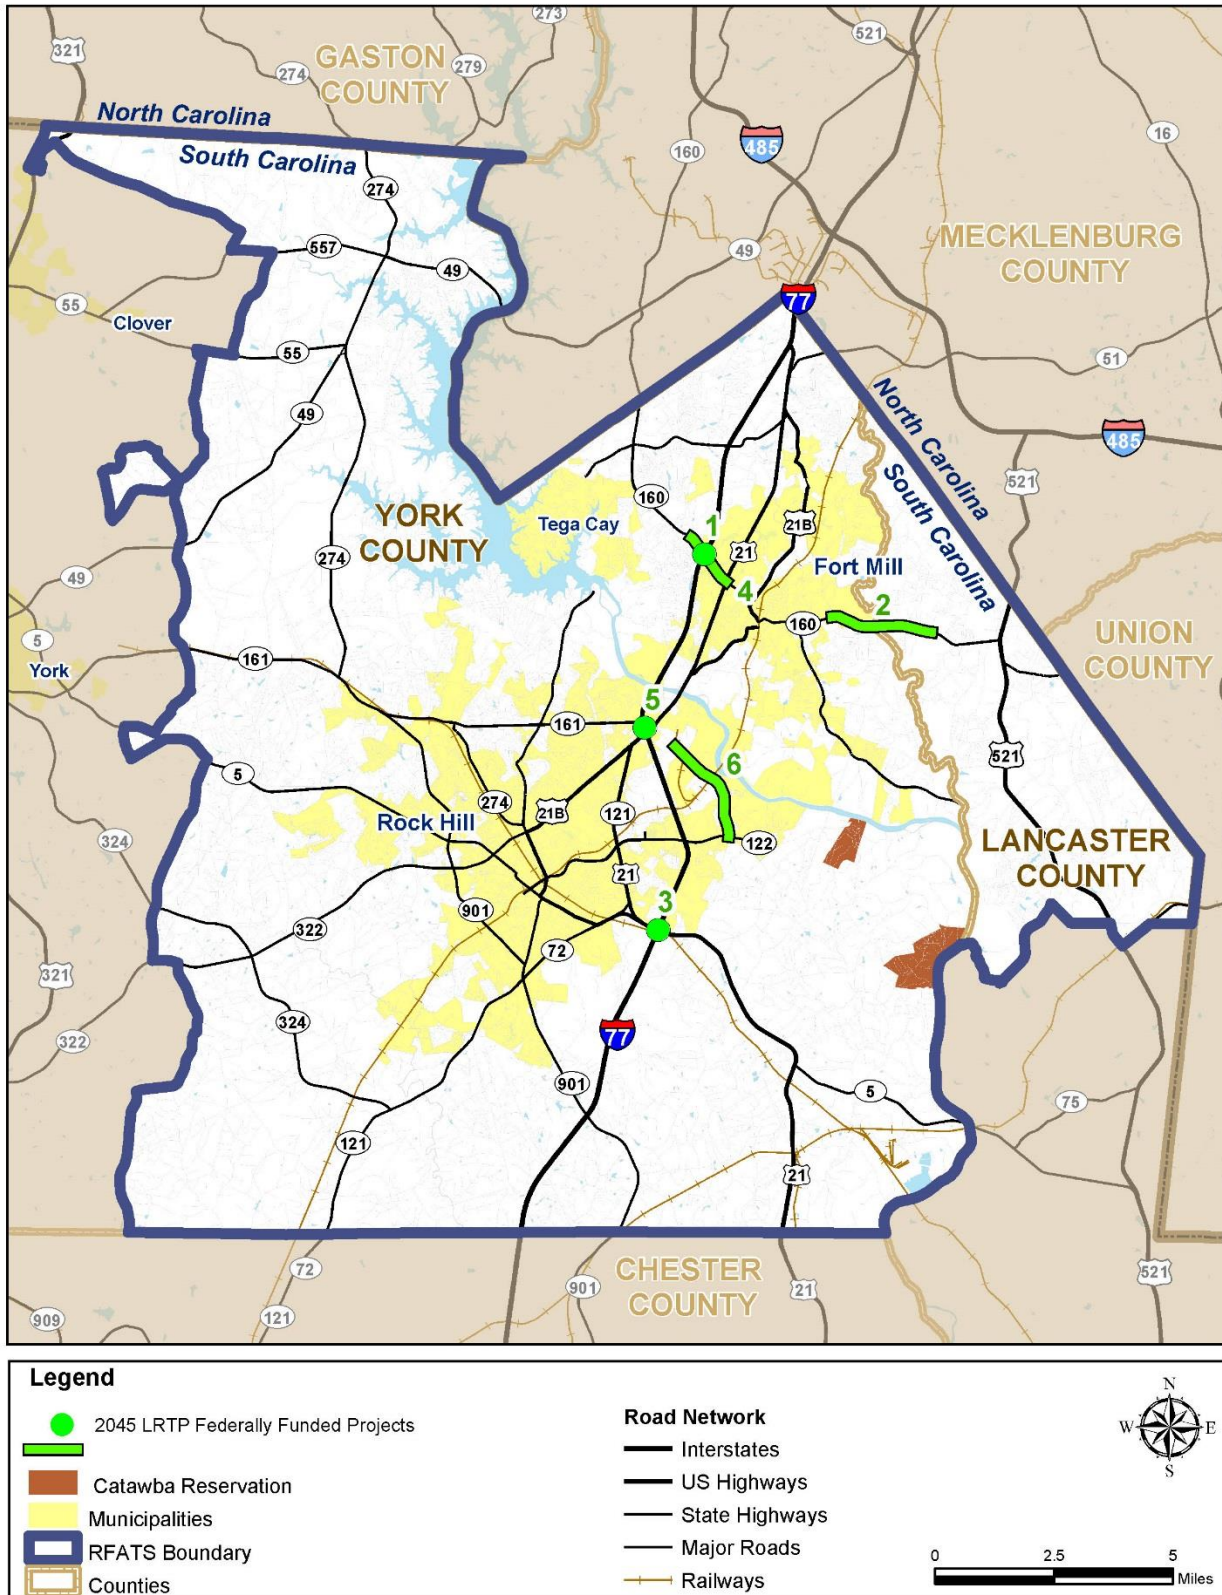 273
321
521
GASTON
COUNTY
279
274
16
North Carolina
160
485
South Carolina
274
MECKLENBURG
COUNTY
557
49
49
77
55
Clover
55
51
North Carolina
49
485
South Carolina
521
160
YORK
COUNTY
Tega Cay
21B
1
21
274
Fort Mill
49
4
2
160
UNION
COUNTY
5
York
161
5
161
521
6
5
274
21B
121
Rock Hill
122
324
LANCASTER
COUNTY
21
3
901
322
72
321
324
77
322
901
5
75
121
21
CHESTER
COUNTY
72
901
21
521
909
121
Legend
2045 LRTP Federally Funded Projects
Catawba Reservation
Municipalities
RFATS Boundary
Counties
Road Network
Interstates
US Highways
State Highways
Major Roads
Railways
N
W E
S
0 2.5 5
Miles